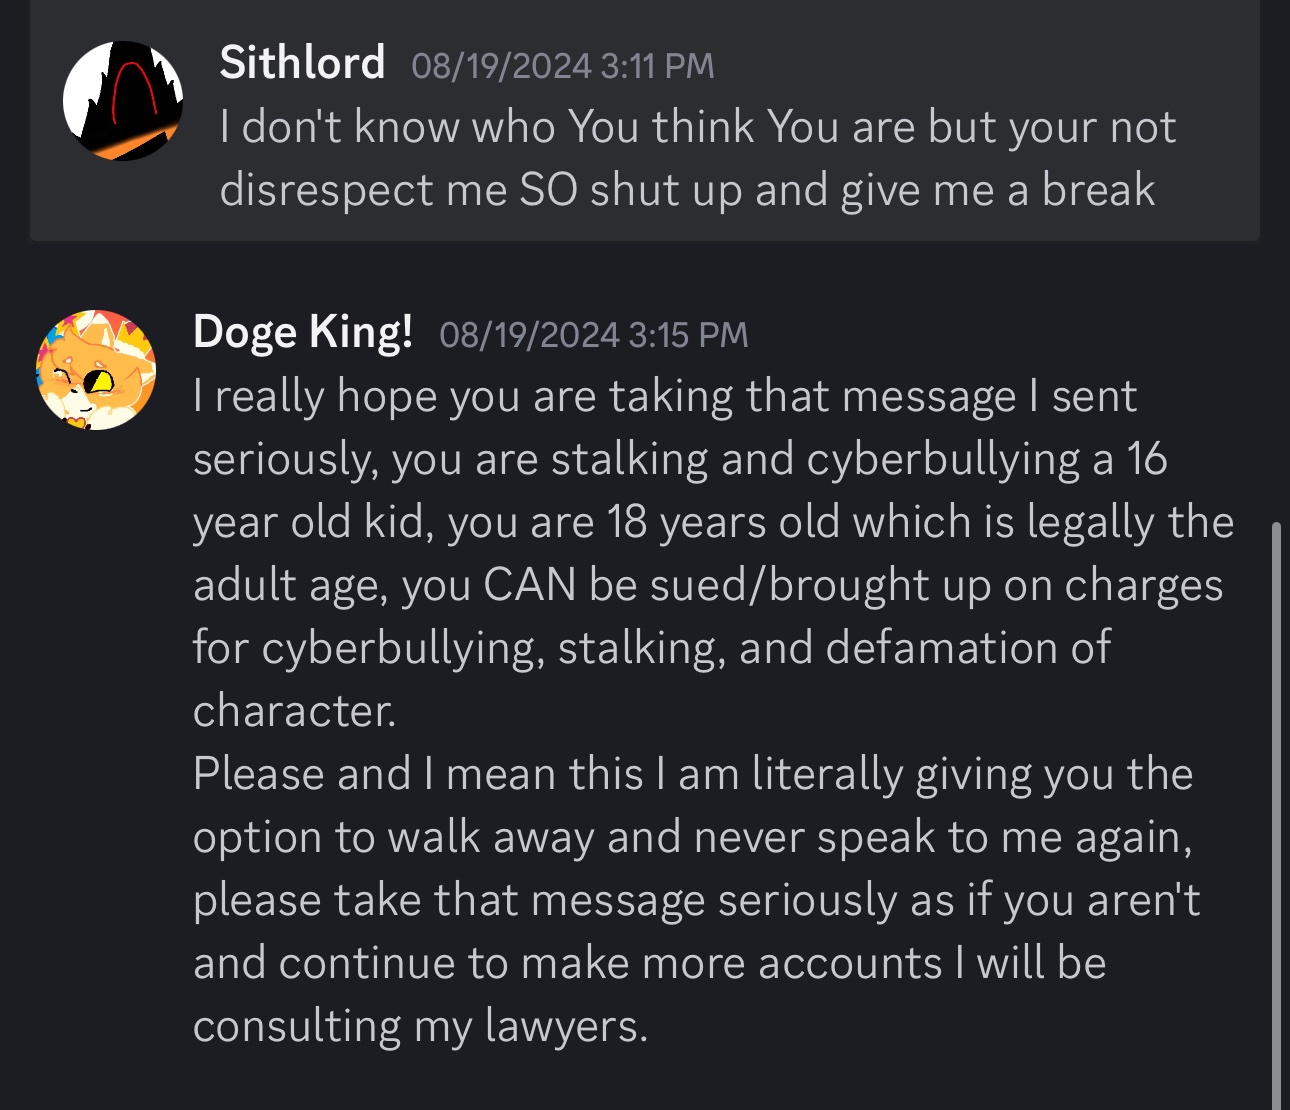 Sithlord 08/19/2024 3:11 PM
I don't know who You think You are but your not
disrespect me SO shut up and give me a break
Doge King! 08/19/2024 3:15 PM
I really hope you are taking that message I sent
seriously, you are stalking and cyberbullying a 16
year old kid, you are 18 years old which is legally the
adult age, you CAN be sued/brought up on charges
for cyberbullying, stalking, and defamation of
character.
Please and I mean this I am literally giving you the
option to walk away and never speak to me again,
please take that message seriously as if you aren't
and continue to make more accounts I will be
consulting my lawyers.